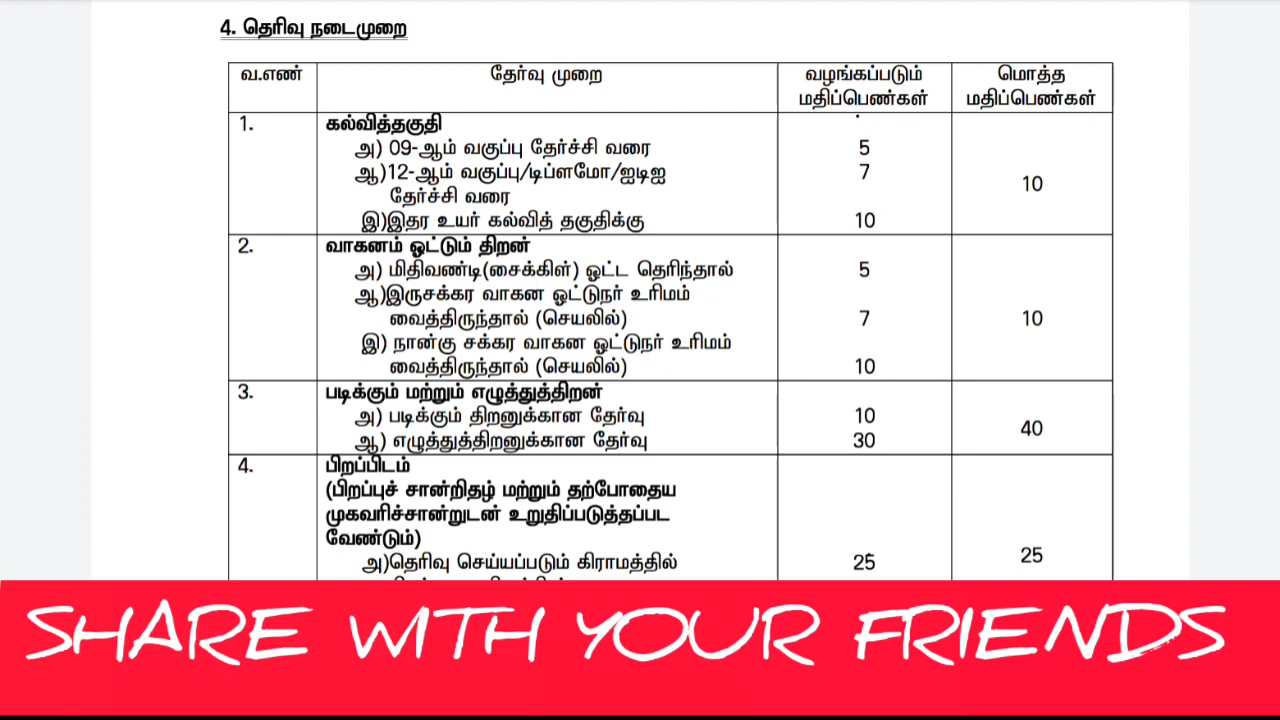 4. தெரிவு நடைமுறை
வ.எண் தேர்வு முறை வழங்கப்படும் மதிப்பெண்கள் மொத்த மதிப்பெண்கள்
1. கல்வித்தகுதி
அ) 09-ஆம் வகுப்பு தேர்ச்சி வரை 5
ஆ)12-ஆம் வகுப்பு/டிப்ளமோ/ஐடிஐ 7
தேர்ச்சி வரை 10
இ)இதர உயர் கல்வித் தகுதிக்கு 10
2. வாகனம் ஓட்டும் திறன்
அ) மிதிவண்டி(சைக்கிள்) ஓட்ட தெரிந்தால் 5
ஆ)இருசக்கர வாகன ஓட்டுநர் உரிமம்
வைத்திருந்தால் (செயலில்) 7 10
இ) நான்கு சக்கர வாகன ஓட்டுநர் உரிமம்
வைத்திருந்தால் (செயலில்) 10
3. படிக்கும் மற்றும் எழுத்துத்திறன்
அ) படிக்கும் திறனுக்கான தேர்வு 10 40
ஆ) எழுத்துத்திறனுக்கான தேர்வு 30
4. பிறப்பிடம்
(பிறப்புச் சான்றிதழ் மற்றும் தற்போதைய
முகவரிச்சான்றுடன் உறுதிப்படுத்தப்பட
வேண்டும்)
அ)தெரிவு செய்யப்படும் கிராமத்தில் 25 25
SHARE WITH YOUR FRIENDS